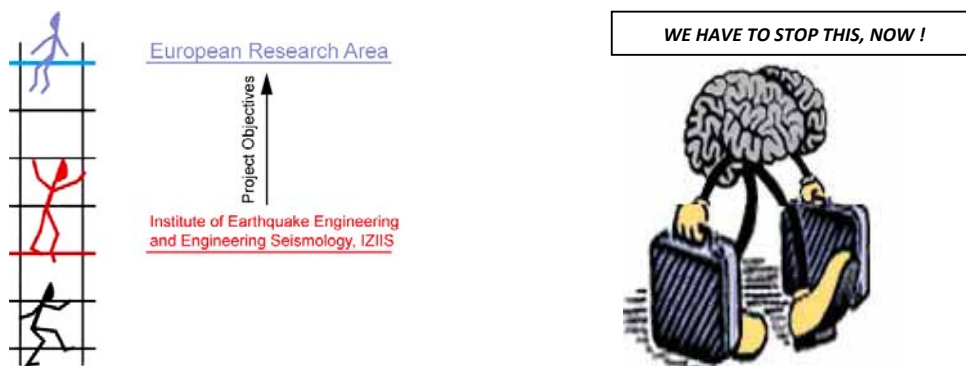 European Research Area
Project Objectives
Institute of Earthquake Engineering
and Engineering Seismology, IZIIS
WE HAVE TO STOP THIS, NOW !